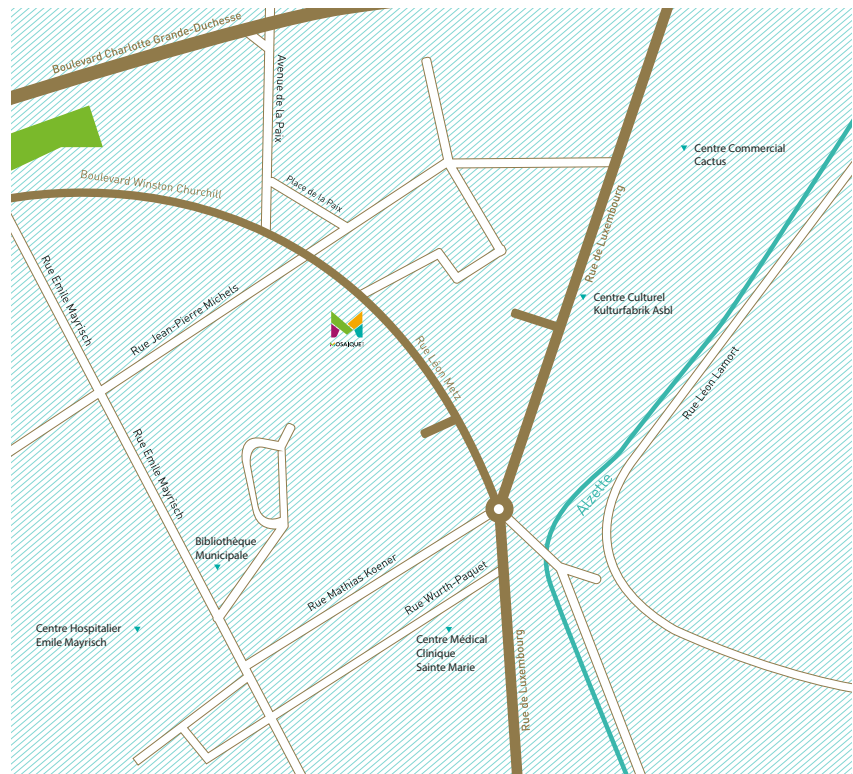 Boulevard Charlotte Grande-Duchesse
Avenue de la Paix
Centre Commercial
Cactus
Boulevard Winston Churchill
Place de la Paix
Rue de Luxembourg
Rue Emile Mayrisch
Rue Jean-Pierre Michels
Centre Culturel
Kulturfabrik Asbl
MOSAÏQUE
Rue Léon Metz
Rue Léon Lamort
Rue Emile Mayrisch
Alzette
Bibliothèque
Municipale
Rue Mathias Koener
Rue Wurth-Paquet
Centre Hospitalier
Emile Mayrisch
Centre Médical
Clinique
Sainte Marie
Rue de Luxembourg